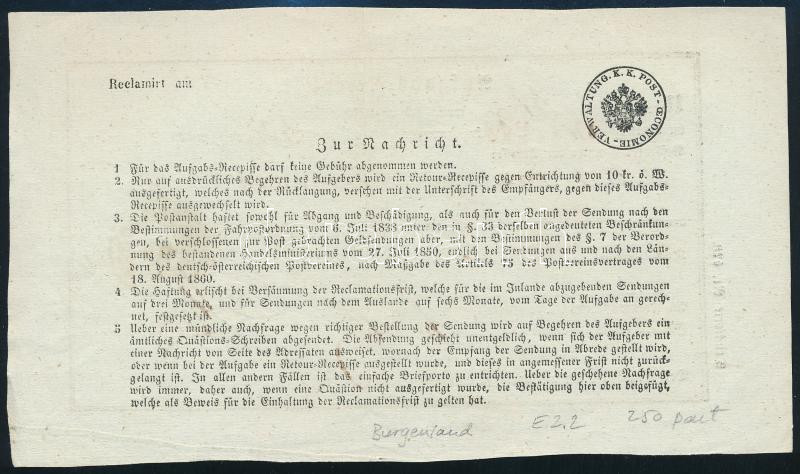 Reclamirt am
VERWALTUNG. K. K. POST-ŒCONOMIE-
Zur Nachricht.
1 Für das Aufgabs-Recepisse darf keine Gebühr abgenommen werden.
2. Nur auf ausdrückliches Begehren des Aufgebers wird ein Retour-Recepisse gegen Entrichtung von 10 kr. ö. W.
ausgefertigt, welches nach der Rücklangung, versehen mit der Unterschrift des Empfängers, gegen dieses Aufgabs-
Recepisse ausgewechselt wird.
3. Die Postanstalt haftet sowohl für Abgang und Beschädigung, als auch für den Verlust der Sendung nach den
Bestimmungen der Fahrpostordnung vom 6. Juli 1838 unter den in §. 33 derselben angedeuteten Beschränkun-
gen, bei verschlossenen zur Post gebrachten Geldsendungen aber, mit den Bestimmungen des §. 7 der Verord-
nung des bestandenen Handelsministeriums vom 27. Juli 1850, endlich bei Sendungen aus und nach den Län-
dern des deutsch-österreichischen Postvereins, nach Maßgabe des Artikels 75 des Postvereinsvertrages vom
18. August 1860.
4 Die Haftung erlischt bei Versäumung der Reclamationsfrist, welche für die im Inlande abzugebenden Sendungen
auf drei Monate, und für Sendungen nach dem Auslande auf sechs Monate, vom Tage der Aufgabe an gerech-
net, festgesetzt ist.
5 Ueber eine mündliche Nachfrage wegen richtiger Bestellung der Sendung wird auf Begehren des Aufgebers ein
ämtliches Quästions-Schreiben abgesendet. Die Absendung geschieht unentgeldlich, wenn sich der Aufgeber mit
einer Nachricht von Seite des Adressaten ausweiset, wornach der Empfang der Sendung in Abrede gestellt wird,
oder wenn bei der Aufgabe ein Retour-Recepisse ausgestellt wurde, und dieses in angemessener Frist nicht zurück-
gelangt ist. In allen andern Fällen ist das einfache Briefporto zu entrichten. Ueber die geschehene Nachfrage
wird immer, daher auch, wenn eine Quästion nicht ausgefertigt wurde, die Bestätigung hier oben beigefügt,
welche als Beweis für die Einhaltung der Reclamationsfrist zu gelten hat.
Burgenland E 2.2 250 part